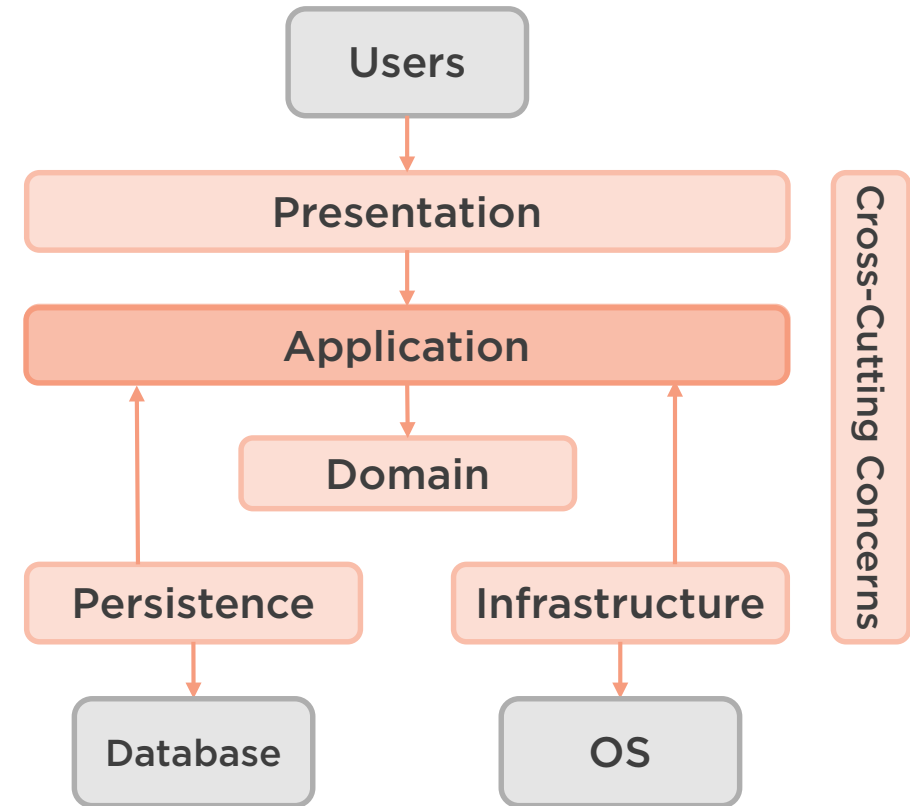 Users
Presentation
Application
Domain
Persistence
Infrastructure
Database
OS
Cross-Cutting Concerns